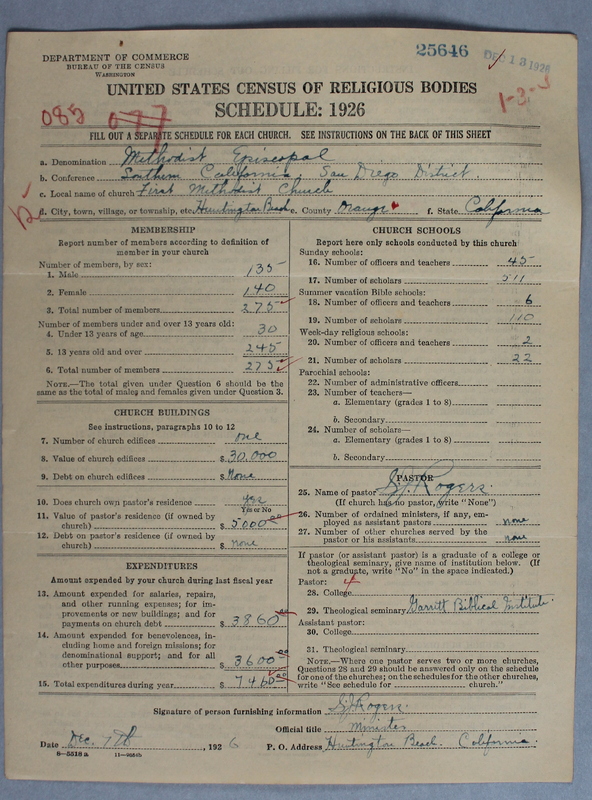 DEPARTMENT OF COMMERCE
BUREAU OF THE CENSUS
WASHINGTON
25646
DEC 13 1926
UNITED STATES CENSUS OF RELIGIOUS BODIES
SCHEDULE: 1926
085
077
1-3-5
FILL OUT A SEPARATE SCHEDULE FOR EACH CHURCH. SEE INSTRUCTIONS ON THE BACK OF THIS SHEET
a. Denomination Methodist Episcopal
b. Conference Southern California, San Diego District.
c. Local name of church First Methodist Church
d. City, town, village, or township, etc. Huntington Beach e. County Orange f. State California
MEMBERSHIP
Report number of members according to definition of
member in your church
Number of members, by sex:
1. Male 135
2. Female 140
3. Total number of members 275
Number of members under and over 13 years old:
4. Under 13 years of age 30
5. 13 years old and over 245
6. Total number of members 275
NOTE.—The total given under Question 6 should be the
same as the total of males and females given under Question 3.
CHURCH BUILDINGS
See instructions, paragraphs 10 to 12
7. Number of church edifices one
8. Value of church edifices $ 30,000
9. Debt on church edifices $ None
10. Does church own pastor's residence yes
Yes or No
11. Value of pastor's residence (if owned by
church) $ 5000 00
12. Debt on pastor's residence (if owned by
church) $ none
EXPENDITURES
Amount expended by your church during last fiscal year
13. Amount expended for salaries, repairs,
and other running expenses; for im-
provements or new buildings; and for
payments on church debt $ 3860 00
14. Amount expended for benevolences, in-
cluding home and foreign missions; for
denominational support; and for all
other purposes $ 3600 00
15. Total expenditures during year $ 7460 00
CHURCH SCHOOLS
Report here only schools conducted by this church
Sunday schools:
16. Number of officers and teachers 45
17. Number of scholars 511
Summer vacation Bible schools:
18. Number of officers and teachers 6
19. Number of scholars 110
Week-day religious schools:
20. Number of officers and teachers 2
21. Number of scholars 22
Parochial schools:
22. Number of administrative officers
23. Number of teachers—
a. Elementary (grades 1 to 8)
b. Secondary
24. Number of scholars—
a. Elementary (grades 1 to 8)
b. Secondary
PASTOR
25. Name of pastor S.J. Rogers.
(If church has no pastor, write "None")
26. Number of ordained ministers, if any, em-
ployed as assistant pastors none
27. Number of other churches served by the
pastor or his assistants none
If pastor (or assistant pastor) is a graduate of a college or
theological seminary, give name of institution below. (If
not a graduate, write "No" in the space indicated.)
Pastor: 4
28. College
29. Theological seminary Garritt Biblical Institute.
Assistant pastor:
30. College
31. Theological seminary
NOTE.—Where one pastor serves two or more churches,
Questions 28 and 29 should be answered only on the schedule
for one of the churches; on the schedules for the other churches,
write "See schedule for ........ church."
Signature of person furnishing information S.J. Rogers.
Official title Minister
Date Dec. 7th, 1926 P. O. Address Huntington Beach. California.
8—5518 a 11—9554b